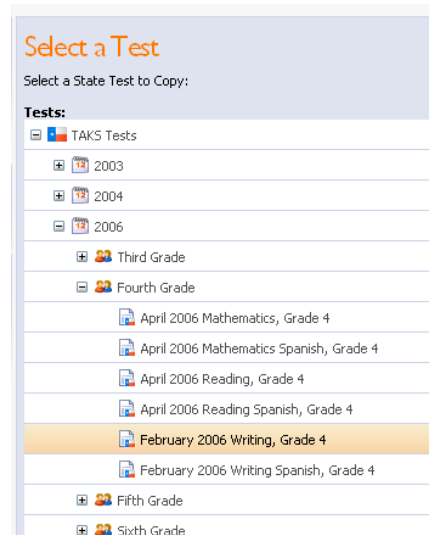 Select a Test
Select a State Test to Copy:
Tests:
TAKS Tests
2003
2004
2006
Third Grade
Fourth Grade
April 2006 Mathematics, Grade 4
April 2006 Mathematics Spanish, Grade 4
April 2006 Reading, Grade 4
April 2006 Reading Spanish, Grade 4
February 2006 Writing, Grade 4
February 2006 Writing Spanish, Grade 4
Fifth Grade
Sixth Grade